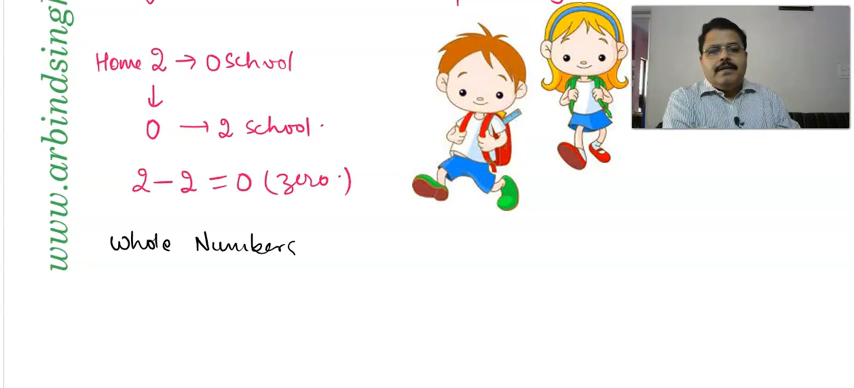 www.arbindsingh
Home 2 → 0 school
↓
0 → 2 school.
2 - 2 = 0 (zero.)
Whole Numbers